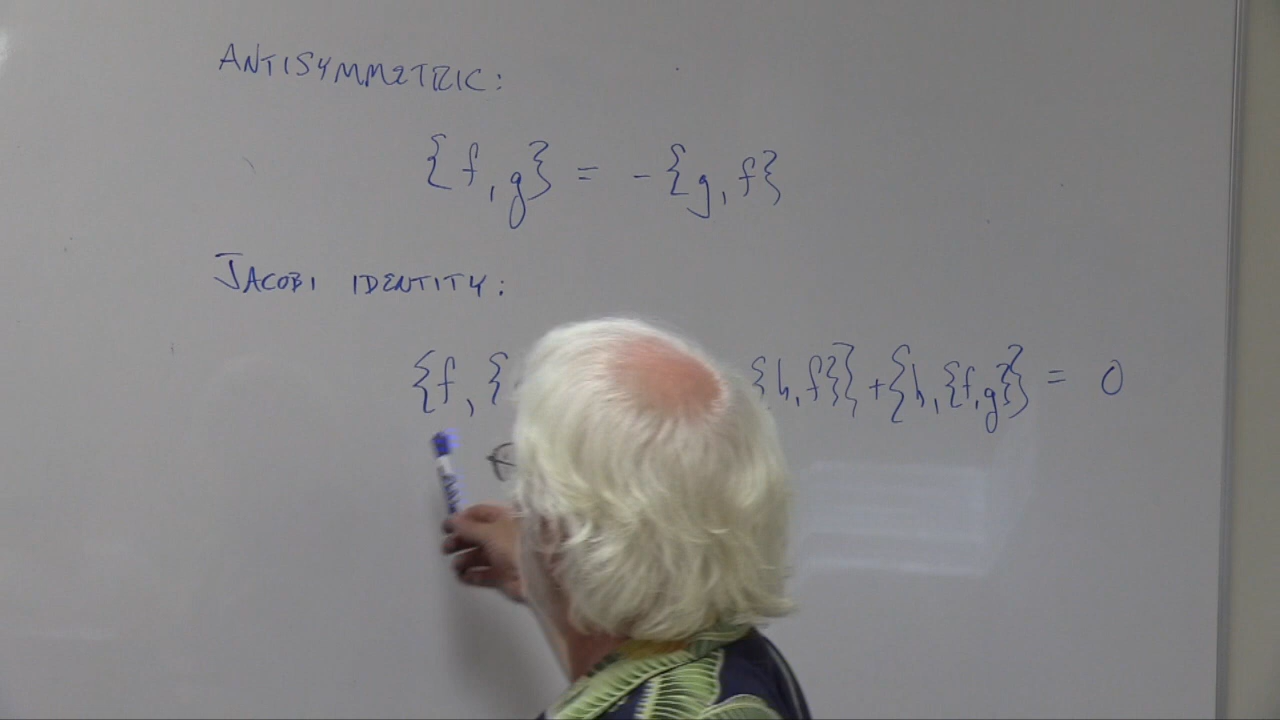 ANTISYMMETRIC:
{f,g} = -{g,f}
JACOBI IDENTITY:
{f,{ {h,f}}+{h,{f,g}} = 0